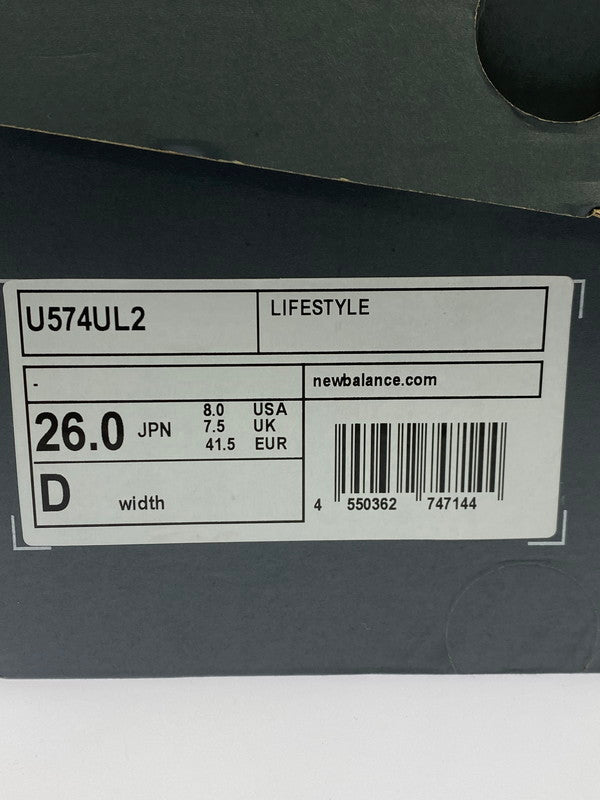 U574UL2
LIFESTYLE
-
newbalance.com
26.0 JPN
8.0 USA
7.5 UK
41.5 EUR
D width
4 550362 747144